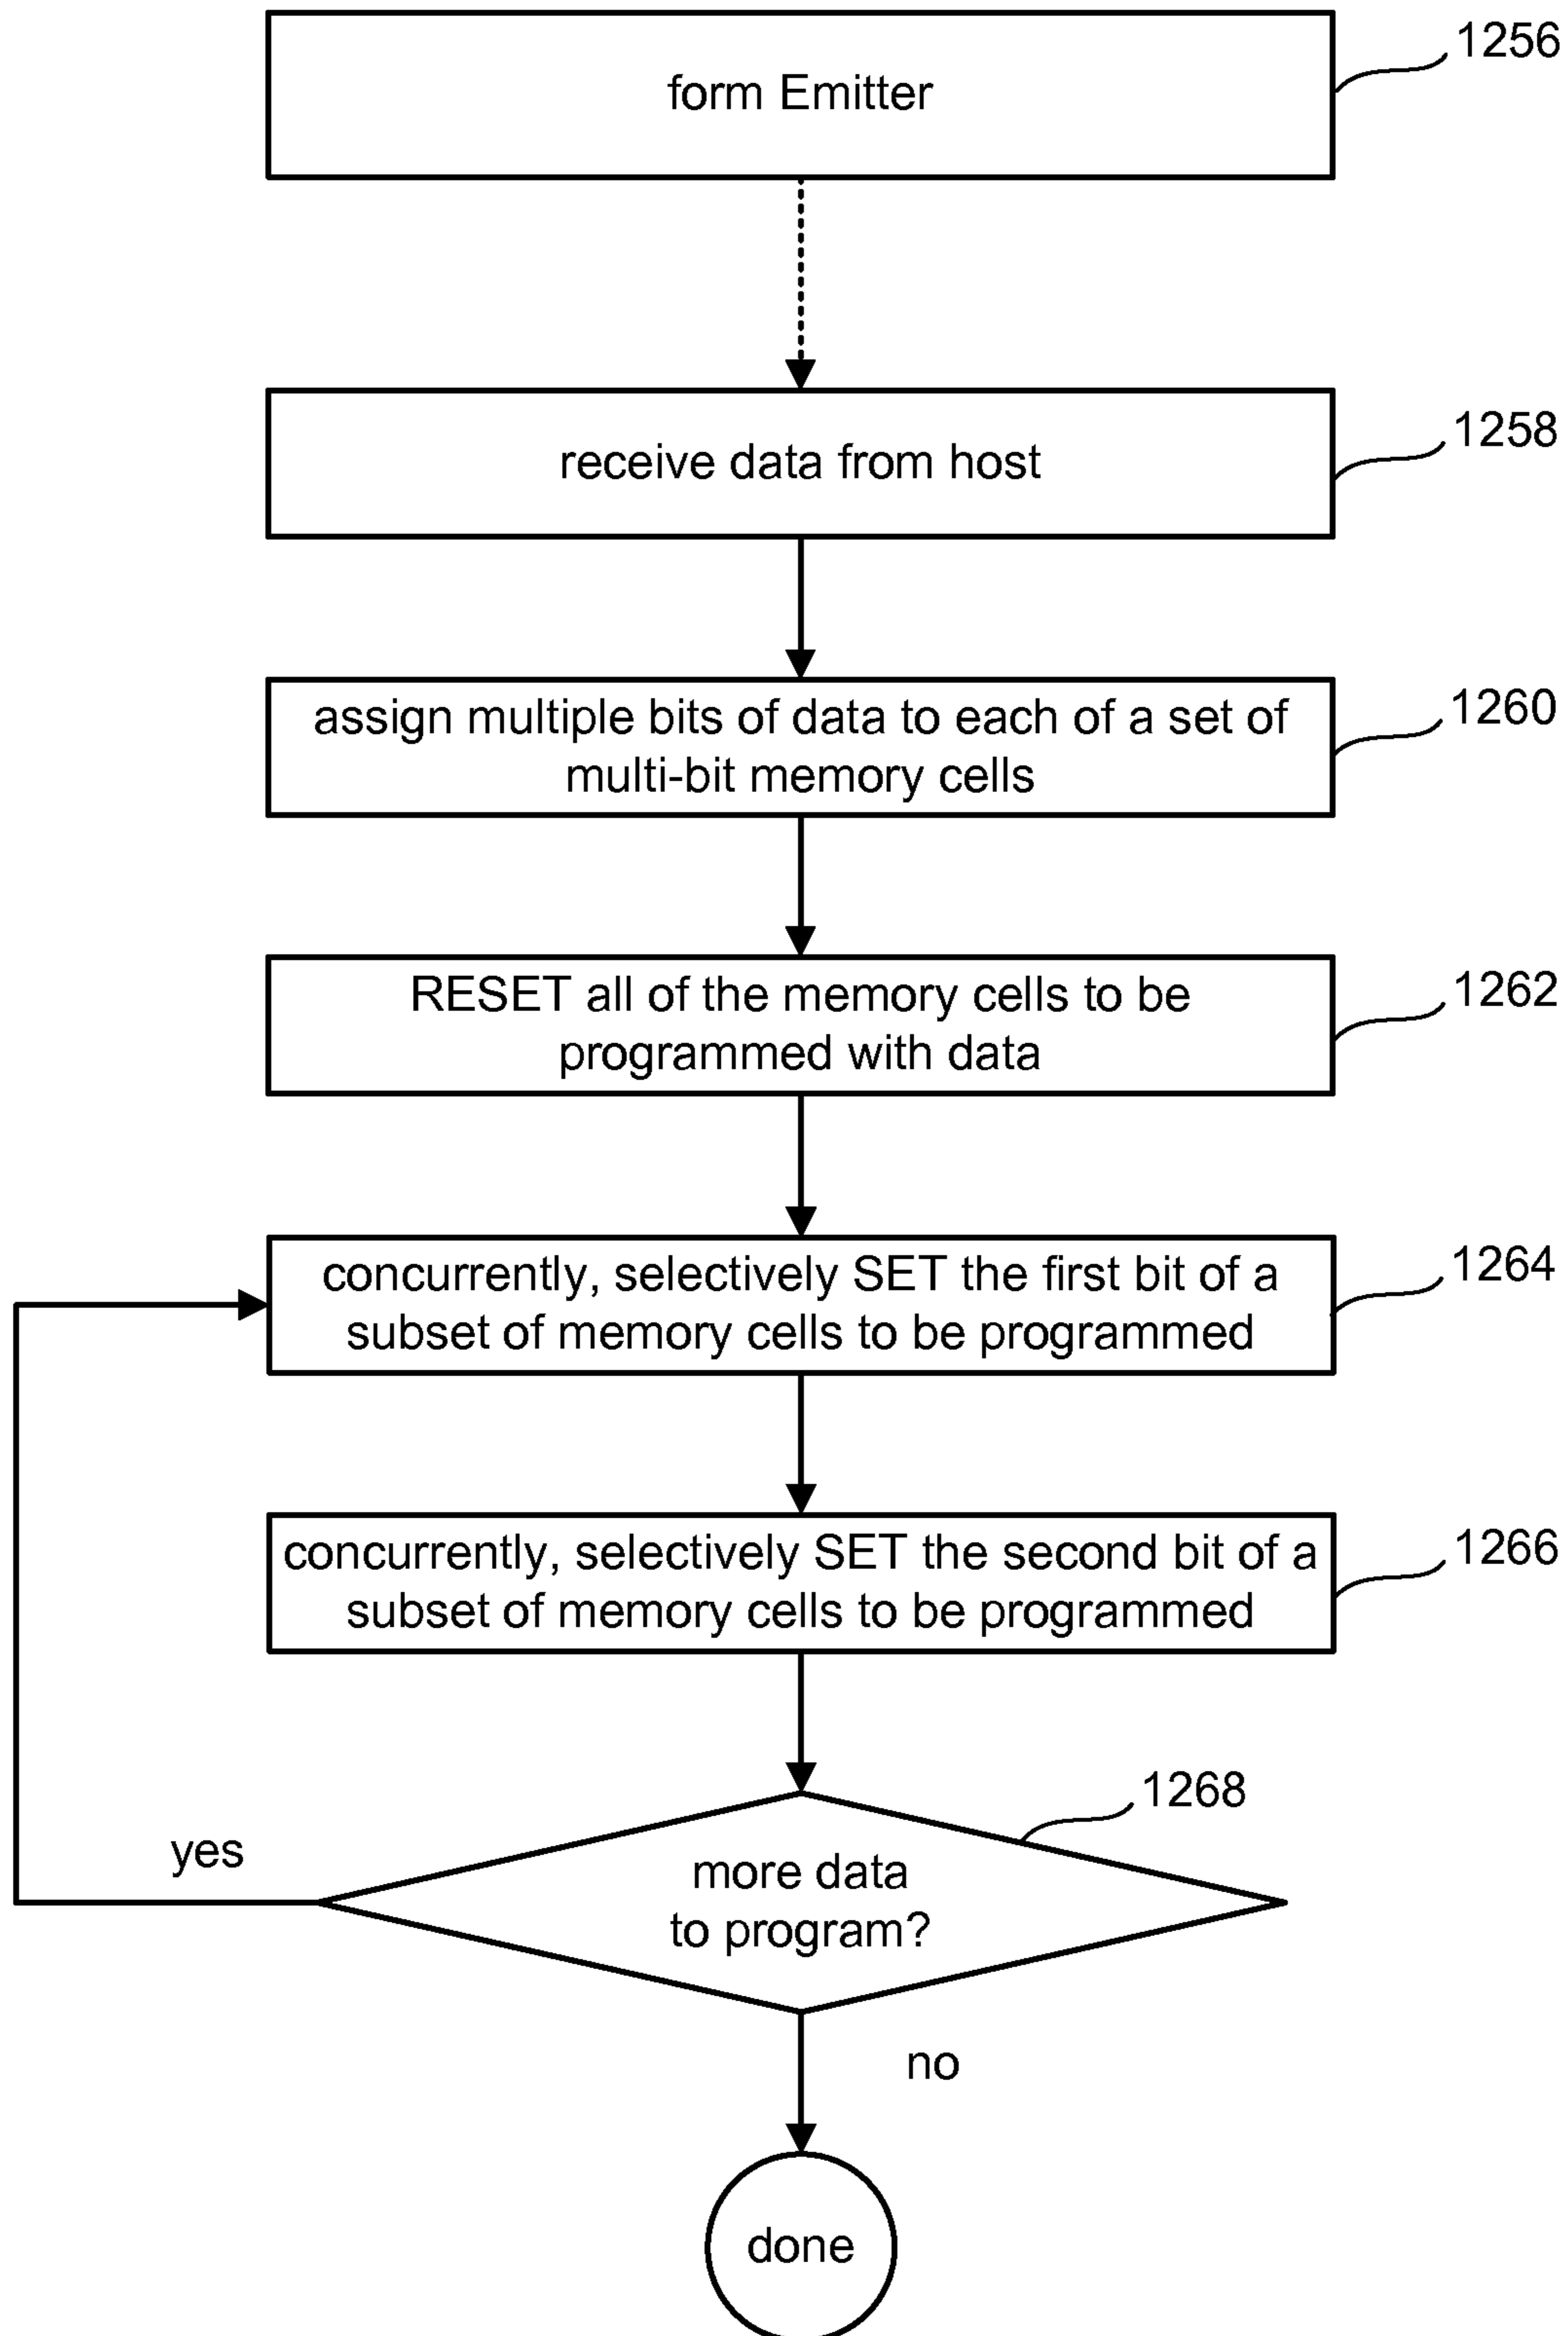 form Emitter
1256
receive data from host
1258
assign multiple bits of data to each of a set of
multi-bit memory cells
1260
RESET all of the memory cells to be
programmed with data
1262
concurrently, selectively SET the first bit of a
subset of memory cells to be programmed
1264
concurrently, selectively SET the second bit of a
subset of memory cells to be programmed
1266
1268
more data
to program?
yes
no
done